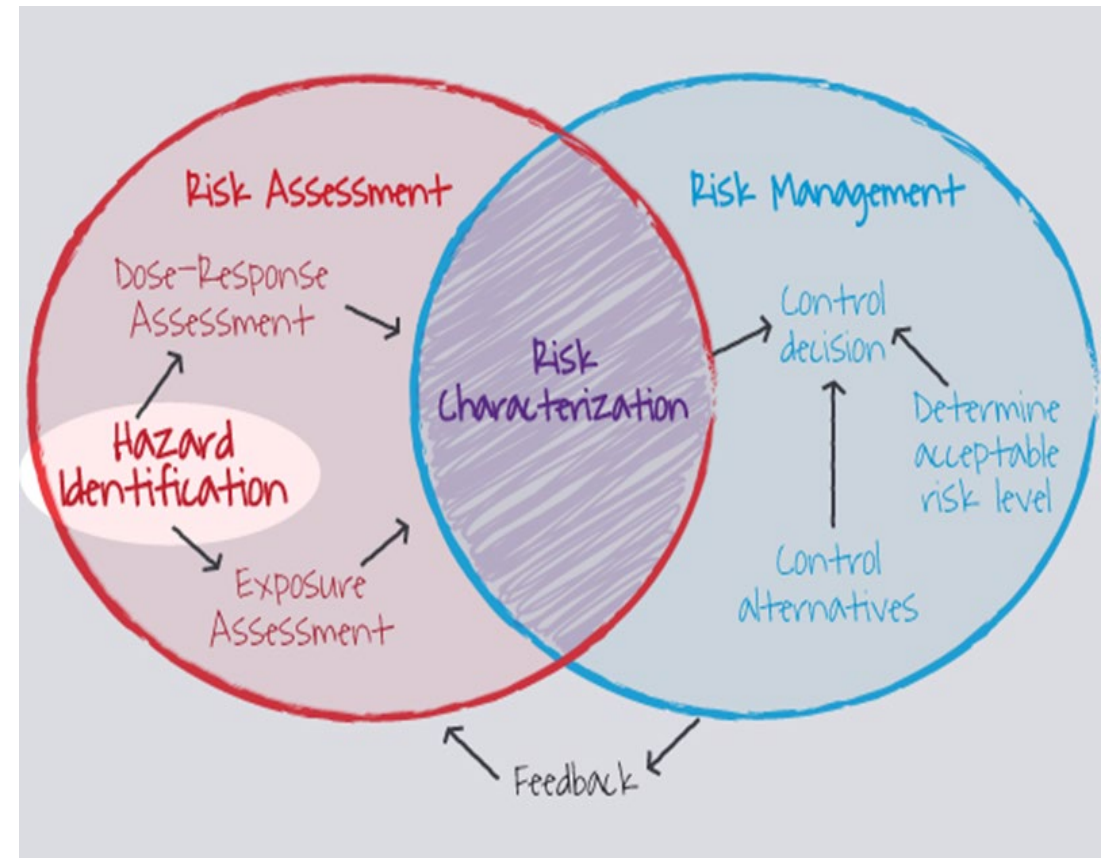 Risk Assessment
Dose-Response
Assessment
Hazard
Identification
Exposure
Assessment
Risk
Characterization
Risk Management
Control
decision
Determine
acceptable
risk level
Control
alternatives
Feedback